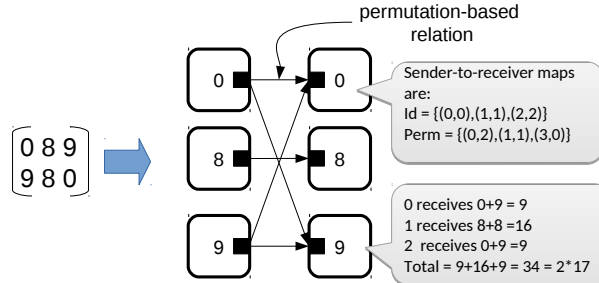 permutation-based
relation
0 8 9
9 8 0
0
0
8
8
9
9
Sender-to-receiver maps
are:
Id = {(0,0),(1,1),(2,2)}
Perm = {(0,2),(1,1),(3,0)}
0 receives 0+9 = 9
1 receives 8+8 =16
2 receives 0+9 =9
Total = 9+16+9 = 34 = 2*17